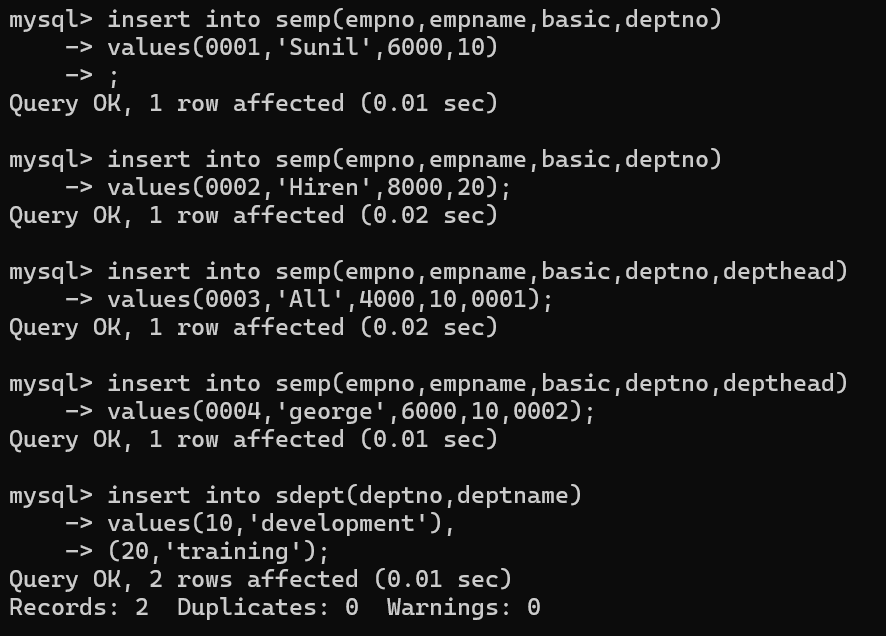 mysql> insert into semp(empno,empname,basic,deptno)
    -> values(0001,'Sunil',6000,10)
    -> ;
Query OK, 1 row affected (0.01 sec)

mysql> insert into semp(empno,empname,basic,deptno)
    -> values(0002,'Hiren',8000,20);
Query OK, 1 row affected (0.02 sec)

mysql> insert into semp(empno,empname,basic,deptno,depthead)
    -> values(0003,'All',4000,10,0001);
Query OK, 1 row affected (0.02 sec)

mysql> insert into semp(empno,empname,basic,deptno,depthead)
    -> values(0004,'george',6000,10,0002);
Query OK, 1 row affected (0.01 sec)

mysql> insert into sdept(deptno,deptname)
    -> values(10,'development'),
    -> (20,'training');
Query OK, 2 rows affected (0.01 sec)
Records: 2  Duplicates: 0  Warnings: 0